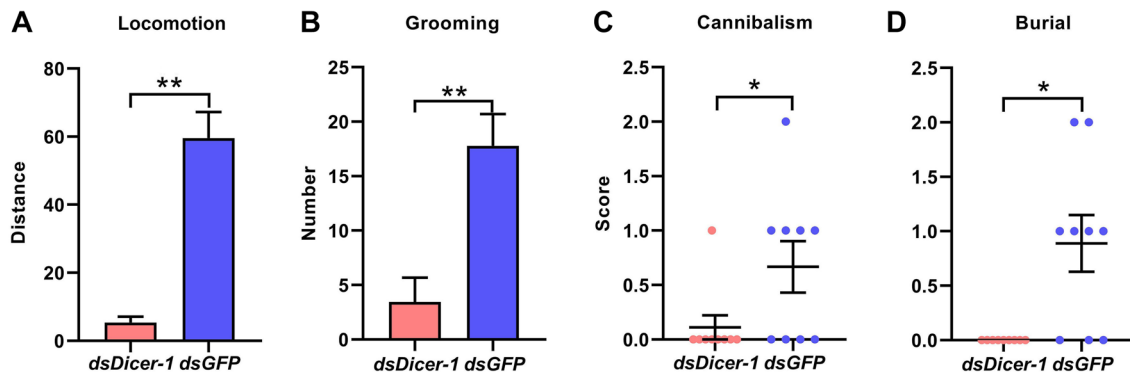 A Locomotion
Distance
80
60
40
20
0
**
dsDicer-1 dsGFP
B Grooming
Number
25
20
15
10
5
0
**
dsDicer-1 dsGFP
C Cannibalism
Score
2.5
2.0
1.5
1.0
0.5
0.0
*
dsDicer-1 dsGFP
D Burial
2.5
2.0
1.5
1.0
0.5
0.0
*
dsDicer-1 dsGFP